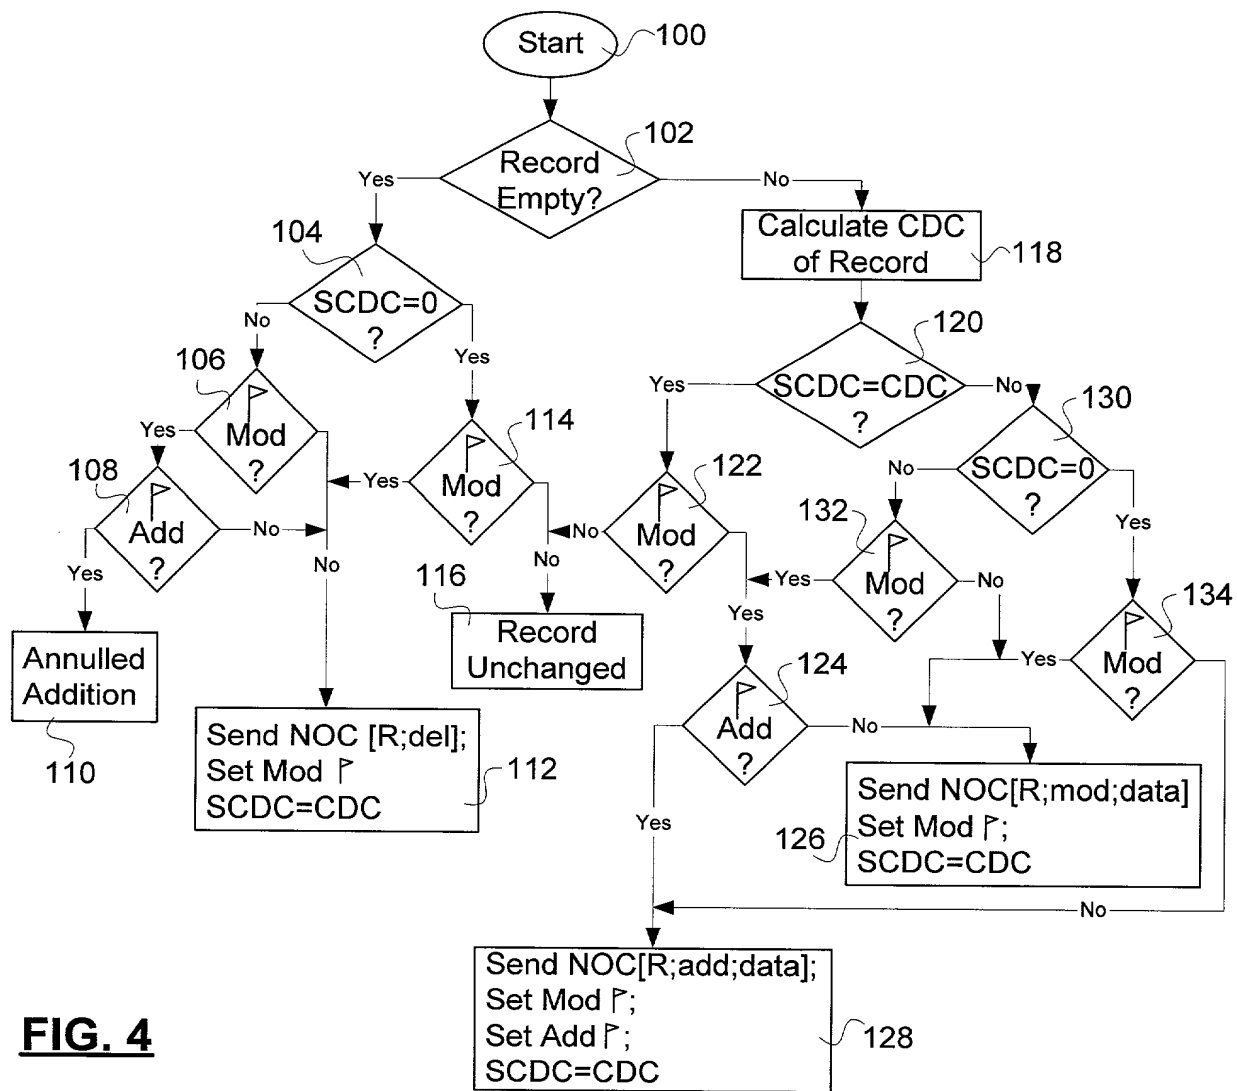 Start
100
Record
Empty?
102
Yes
No
Calculate CDC
of Record
118
104
SCDC=0
?
No
Yes
120
SCDC=CDC
?
Yes
No
106
Mod
?
Yes
114
Mod
?
Yes
No
130
SCDC=0
?
No
Yes
108
Add
?
No
Yes
No
122
Mod
?
No
Yes
132
Mod
?
Yes
No
134
Mod
?
Yes
No
116
Record
Unchanged
Annulled
Addition
110
124
Add
?
No
Yes
Send NOC [R;del];
Set Mod
SCDC=CDC
112
Send NOC[R;mod;data]
Set Mod ;
SCDC=CDC
126
Send NOC[R;add;data];
Set Mod ;
Set Add ;
SCDC=CDC
128
FIG. 4